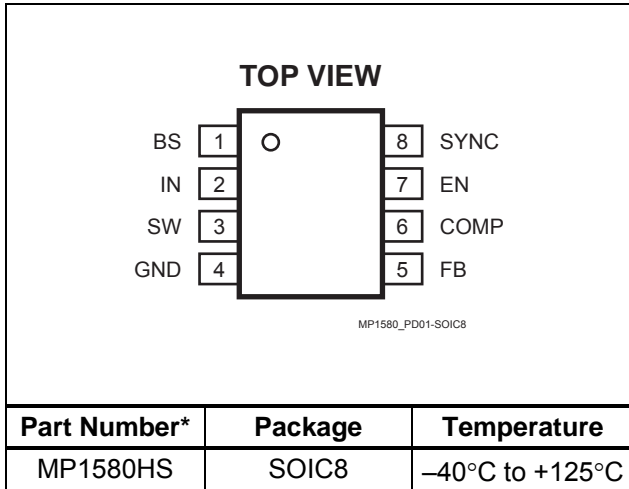 TOP VIEW
BS 1 8 SYNC
IN 2 7 EN
SW 3 6 COMP
GND 4 5 FB
MP1580_PD01-SOIC8
Part Number* Package Temperature
MP1580HS SOIC8 –40°C to +125°C